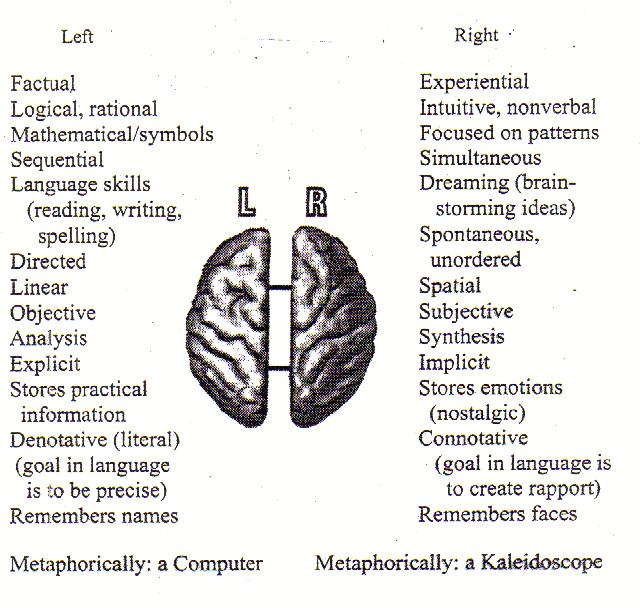 Left
Factual
Logical, rational
Mathematical/symbols
Sequential
Language skills
(reading, writing,
spelling)
Directed
Linear
Objective
Analysis
Explicit
Stores practical
information
Denotative (literal)
(goal in language
is to be precise)
Remembers names
Metaphorically: a Computer
L R
Right
Experiential
Intuitive, nonverbal
Focused on patterns
Simultaneous
Dreaming (brain-
storming ideas)
Spontaneous,
unordered
Spatial
Subjective
Synthesis
Implicit
Stores emotions
(nostalgic)
Connotative
(goal in language is
to create rapport)
Remembers faces
Metaphorically: a Kaleidoscope